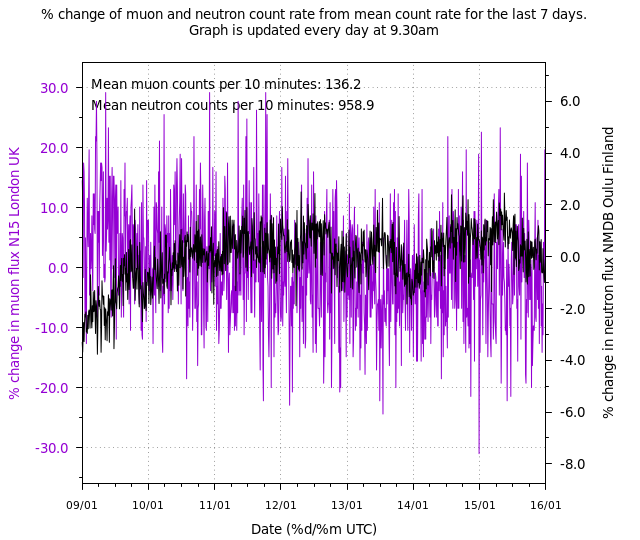 % change of muon and neutron count rate from mean count rate for the last 7 days.
Graph is updated every day at 9.30am
Mean muon counts per 10 minutes: 136.2
Mean neutron counts per 10 minutes: 958.9
% change in muon flux N15 London UK
30.0
20.0
10.0
0.0
-10.0
-20.0
-30.0
6.0
4.0
2.0
0.0
-2.0
-4.0
-6.0
-8.0
% change in neutron flux NMDB Oulu Finland
09/01 10/01 11/01 12/01 13/01 14/01 15/01 16/01
Date (%d/%m UTC)